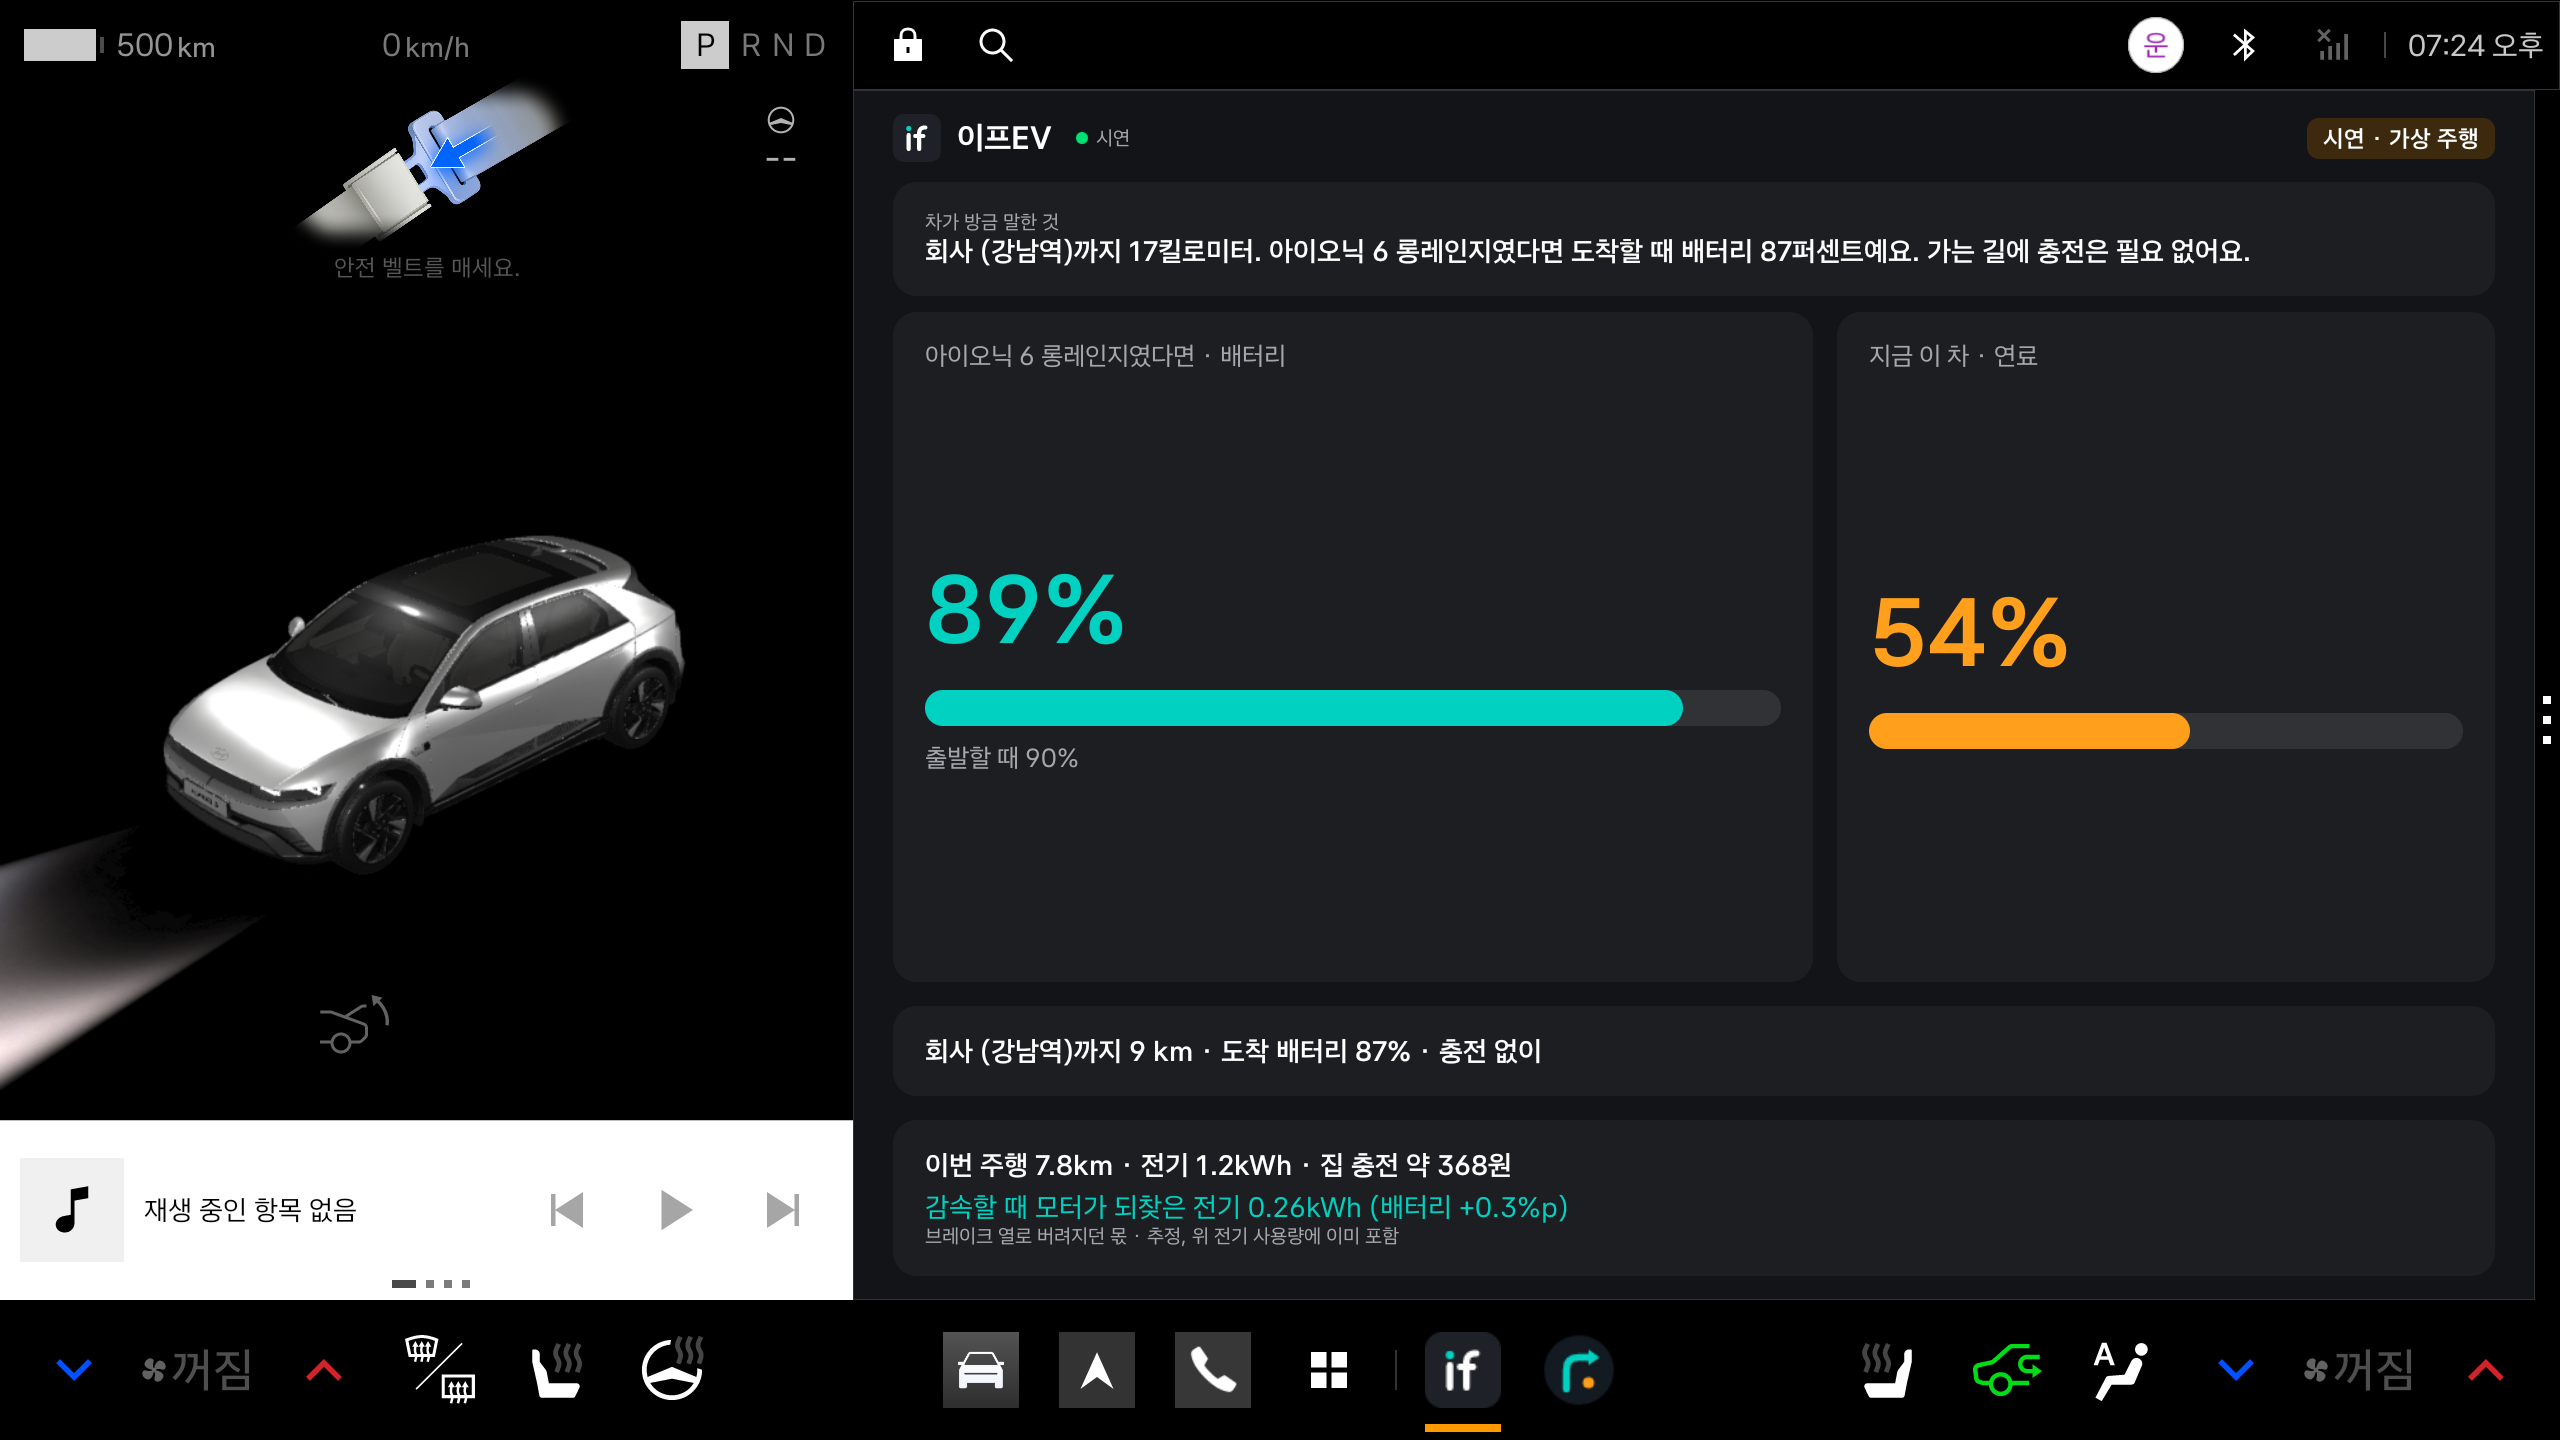 500 km
0 km/h
P R N D
운
07:24 오후
안전 벨트를 매세요.
--
if 이프EV 시연
시연 · 가상 주행
차가 방금 말한 것
회사 (강남역)까지 17킬로미터. 아이오닉 6 롱레인지였다면 도착할 때 배터리 87퍼센트예요. 가는 길에 충전은 필요 없어요.
아이오닉 6 롱레인지였다면 · 배터리
89%
출발할 때 90%
지금 이 차 · 연료
54%
회사 (강남역)까지 9 km · 도착 배터리 87% · 충전 없이
이번 주행 7.8km · 전기 1.2kWh · 집 충전 약 368원
감속할 때 모터가 되찾은 전기 0.26kWh (배터리 +0.3%p)
브레이크 열로 버려지던 몫 · 추정, 위 전기 사용량에 이미 포함
재생 중인 항목 없음
꺼짐
if
A
꺼짐